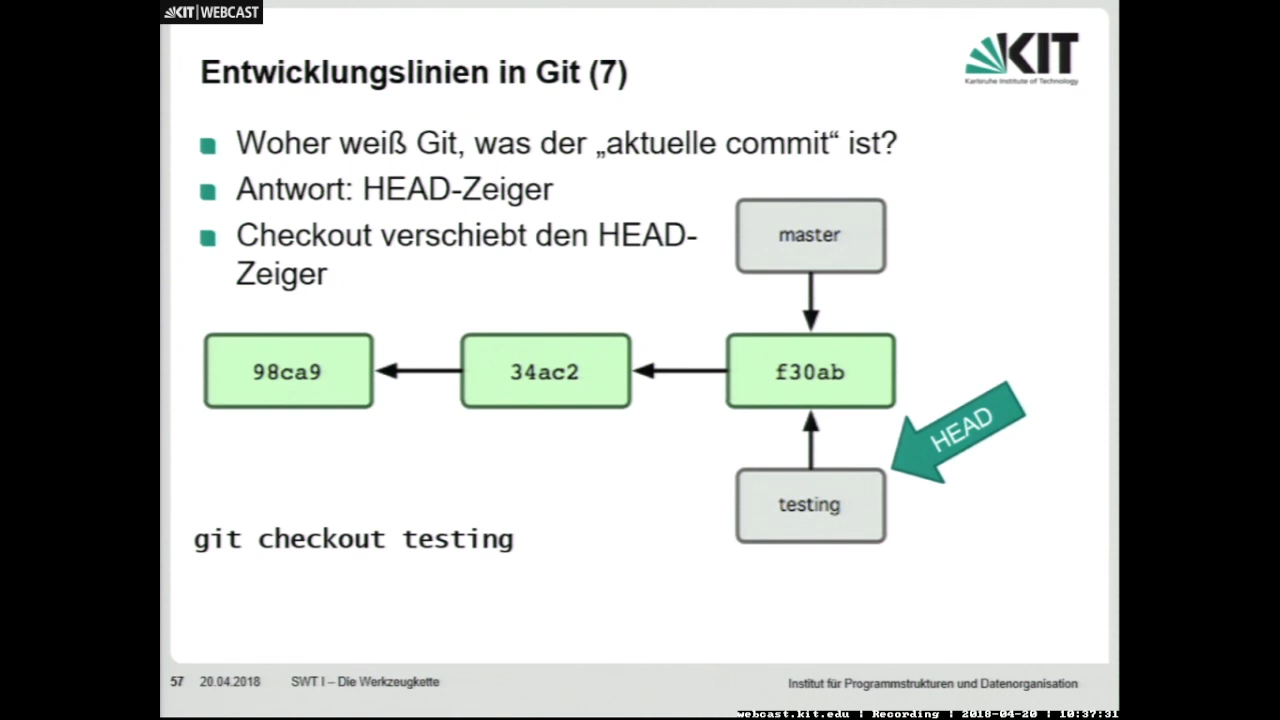 KIT | WEBCAST
KIT
Karlsruhe Institute of Technology
Entwicklungslinien in Git (7)
Woher weiß Git, was der „aktuelle commit“ ist?
Antwort: HEAD-Zeiger
Checkout verschiebt den HEAD-
Zeiger
master
98ca9
34ac2
f30ab
HEAD
testing
git checkout testing
57 20.04.2018 SWT I – Die Werkzeugkette
Institut für Programmstrukturen und Datenorganisation
webcast.kit.edu | Recording | 2018-04-20 | 10:37:31